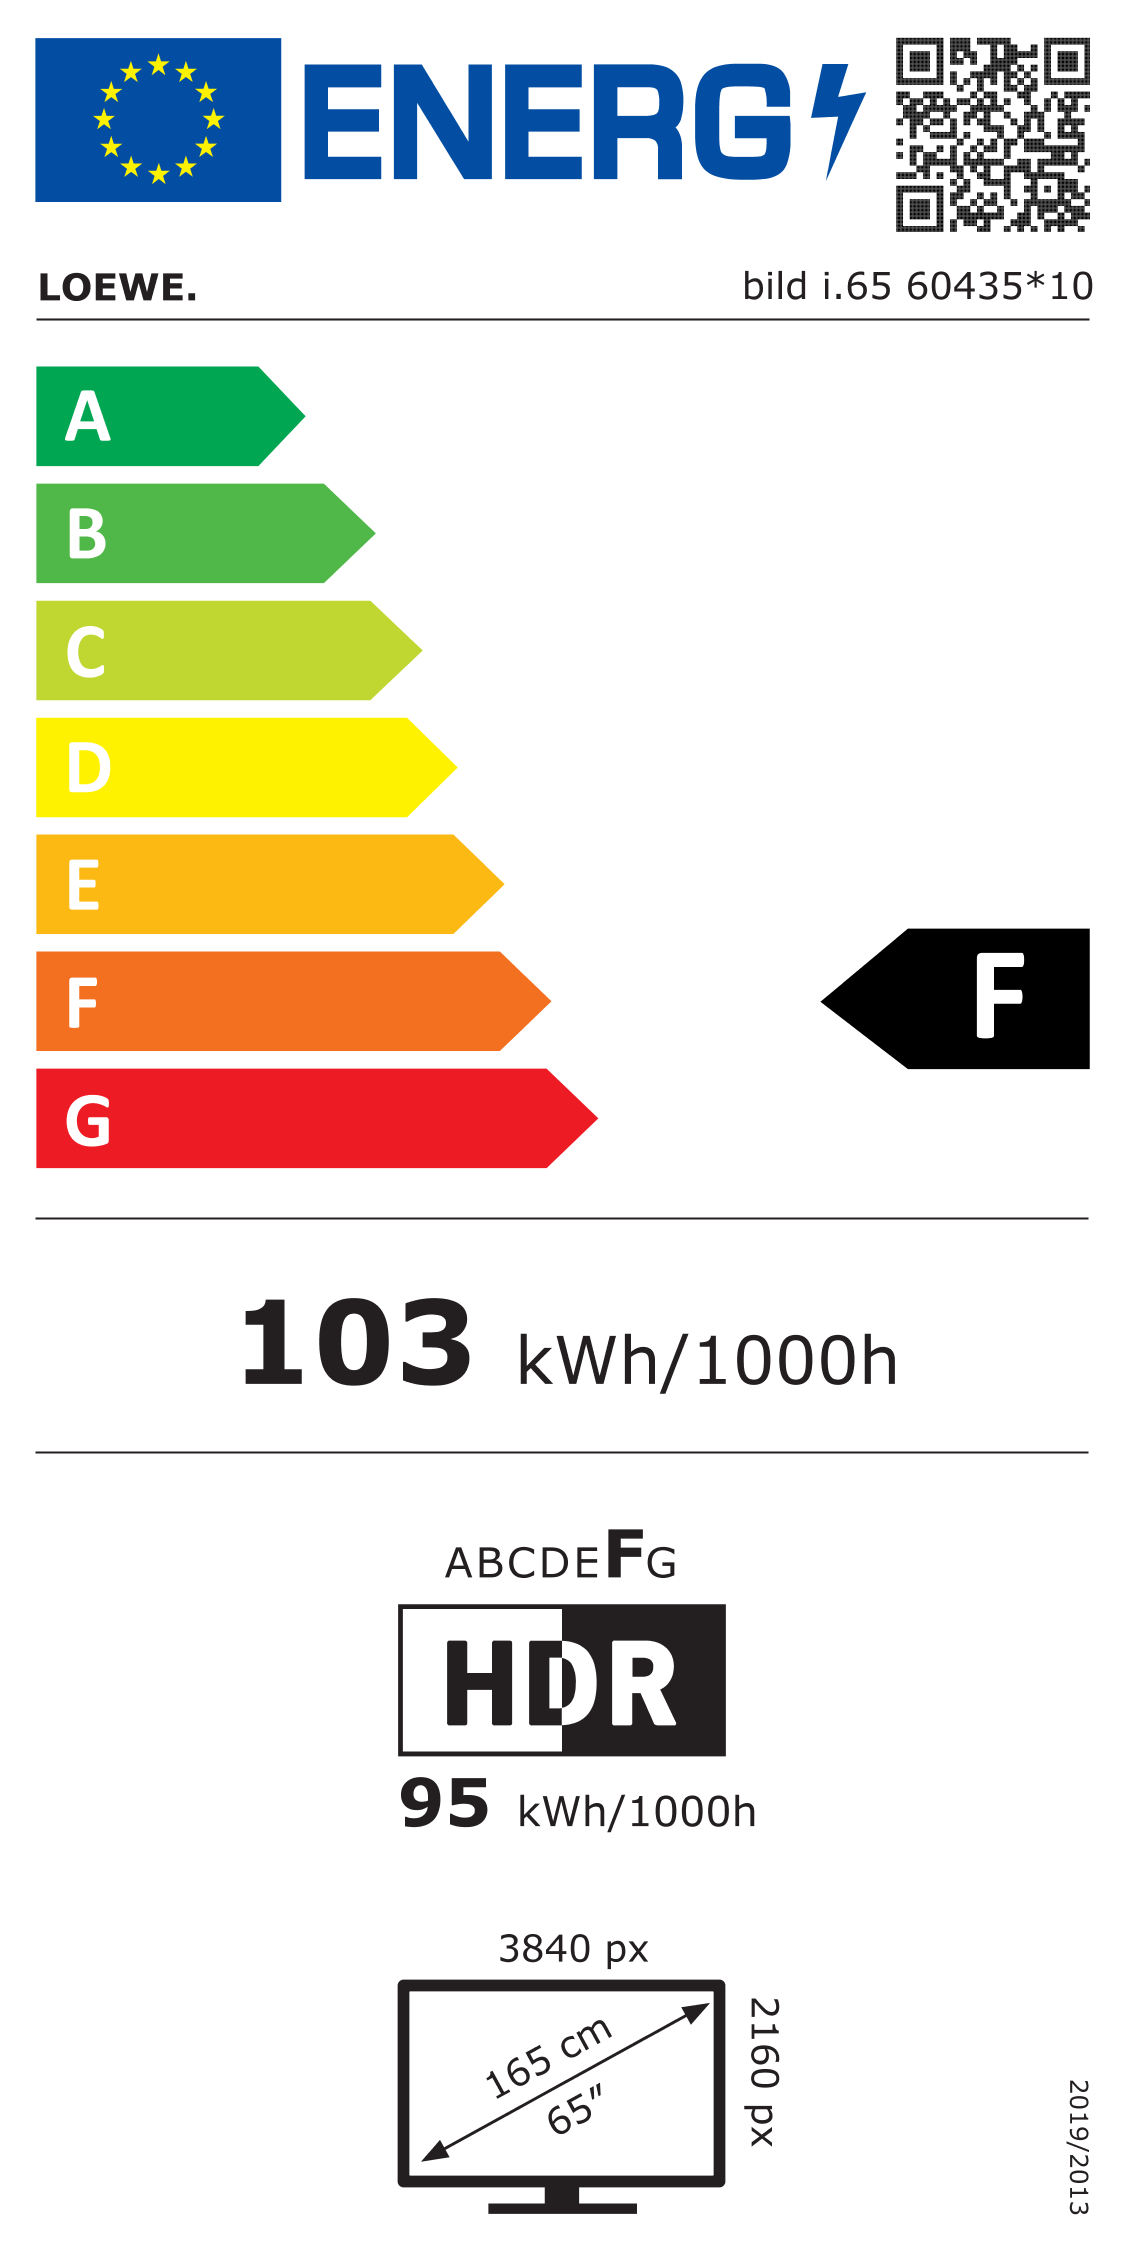 ENERG
LOEWE.
bild i.65 60435*10
A
B
C
D
E
F
F
G
103 kWh/1000h
ABCDEFG
HDR
95 kWh/1000h
3840 px
165 cm
65”
2160 px
2019/2013